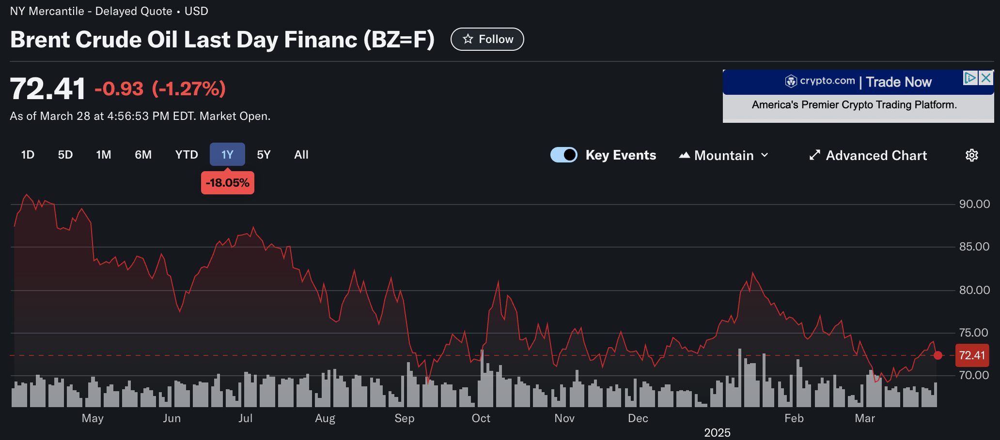 NY Mercantile - Delayed Quote • USD
Brent Crude Oil Last Day Financ (BZ=F)
Follow
72.41 -0.93 (-1.27%)
As of March 28 at 4:56:53 PM EDT. Market Open.
crypto.com | Trade Now
America's Premier Crypto Trading Platform.
1D 5D 1M 6M YTD 1Y 5Y All
Key Events Mountain Advanced Chart
-18.05%
90.00
85.00
80.00
75.00
72.41
70.00
May Jun Jul Aug Sep Oct Nov Dec Feb Mar
2025